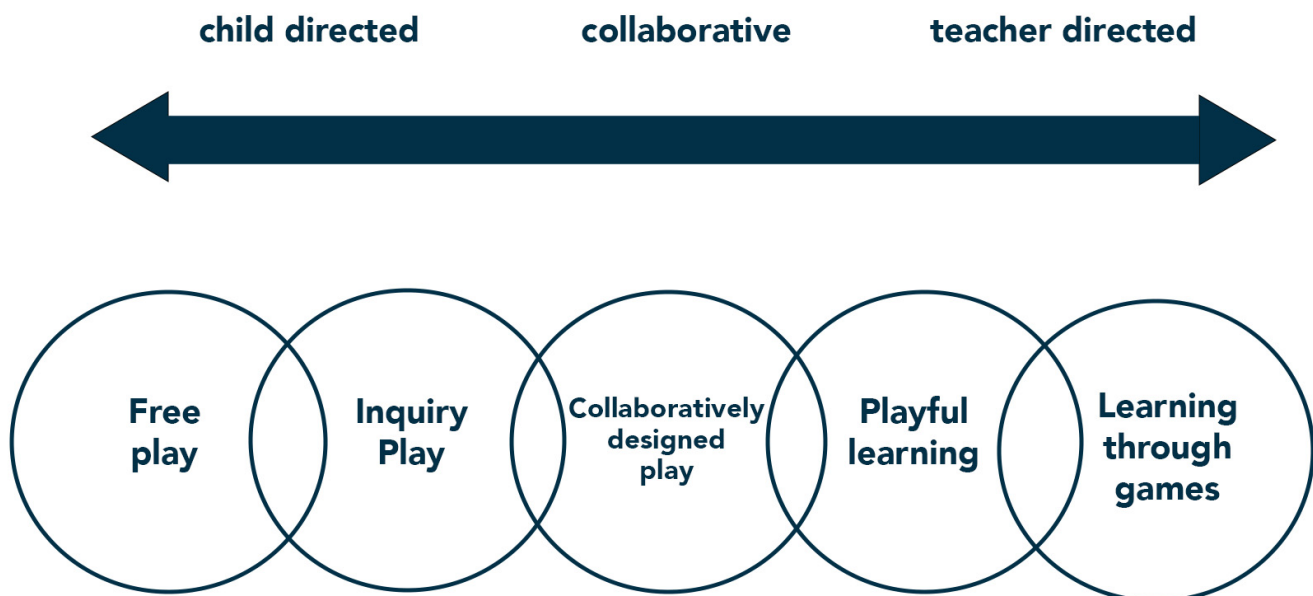 child directed
collaborative
teacher directed
Free
play
Inquiry
Play
Collaboratively
designed
play
Playful
learning
Learning
through
games